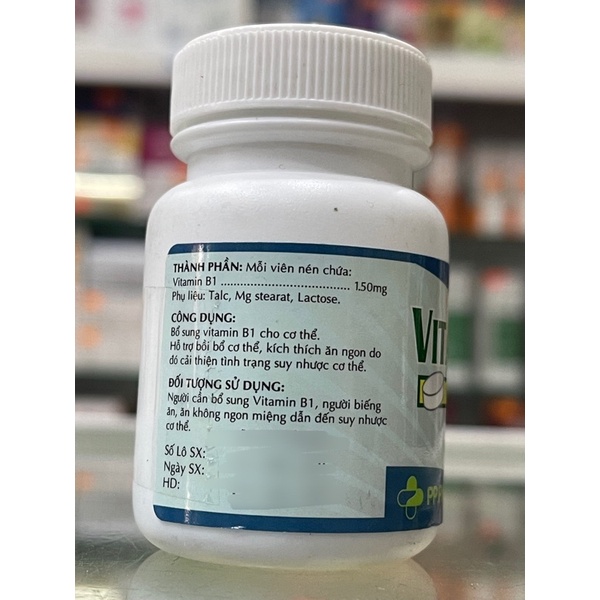 THÀNH PHẦN: Mỗi viên nén chứa:
Vitamin B1 ........................................ 1.50mg
Phụ liệu: Talc, Mg stearat, Lactose.
CÔNG DỤNG:
Bổ sung vitamin B1 cho cơ thể.
Hỗ trợ bồi bổ cơ thể, kích thích ăn ngon do
đó cải thiện tình trạng suy nhược cơ thể.
ĐỐI TƯỢNG SỬ DỤNG:
Người cần bổ sung Vitamin B1, người biếng
ăn, ăn không ngon miệng dẫn đến suy nhược
cơ thể.
Số Lô SX:
Ngày SX:
HD:
VIT
PP